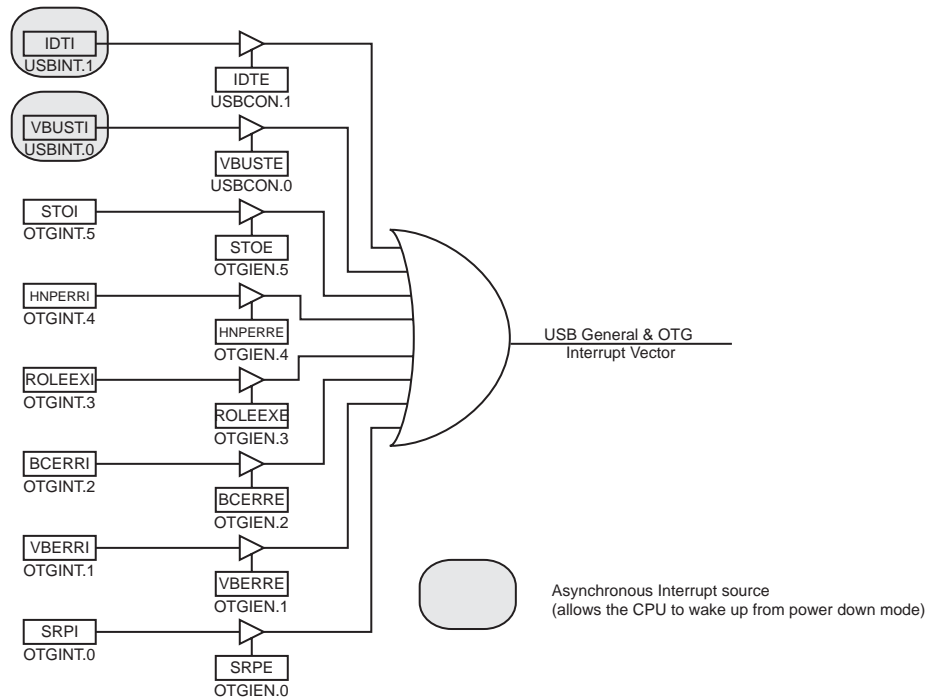 IDTI
USBINT.1
IDTE
USBCON.1
VBUSTI
USBINT.0
VBUSTE
USBCON.0
STOI
OTGINT.5
STOE
OTGIEN.5
HNPERRI
OTGINT.4
HNPERRE
OTGIEN.4
USB General & OTG
Interrupt Vector
ROLEEXI
OTGINT.3
ROLEEXE
OTGIEN.3
BCERRI
OTGINT.2
BCERRE
OTGIEN.2
VBERRI
OTGINT.1
VBERRE
OTGIEN.1
Asynchronous Interrupt source
(allows the CPU to wake up from power down mode)
SRPI
OTGINT.0
SRPE
OTGIEN.0